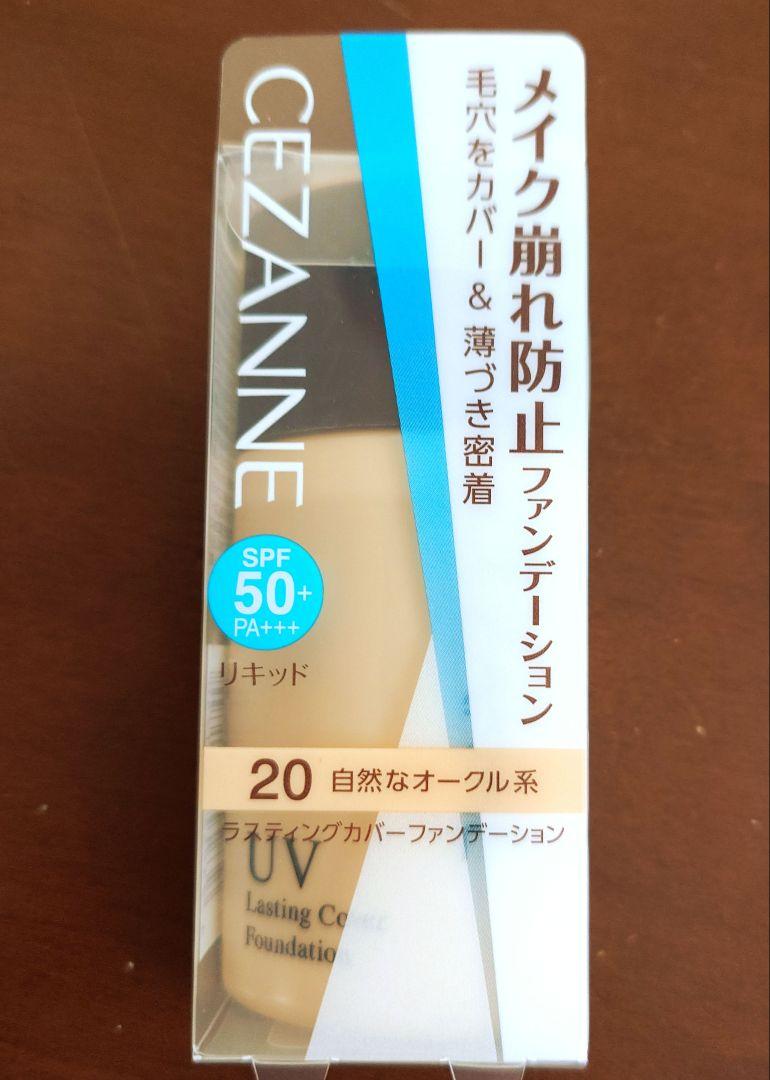 メイク崩れ防止ファンデーション
毛穴をカバー & 薄づき密着
CEZANNE
SPF
50+
PA+++
リキッド
20 自然なオークル系
ラスティングカバーファンデーション
UV
Lasting Cover
Foundation